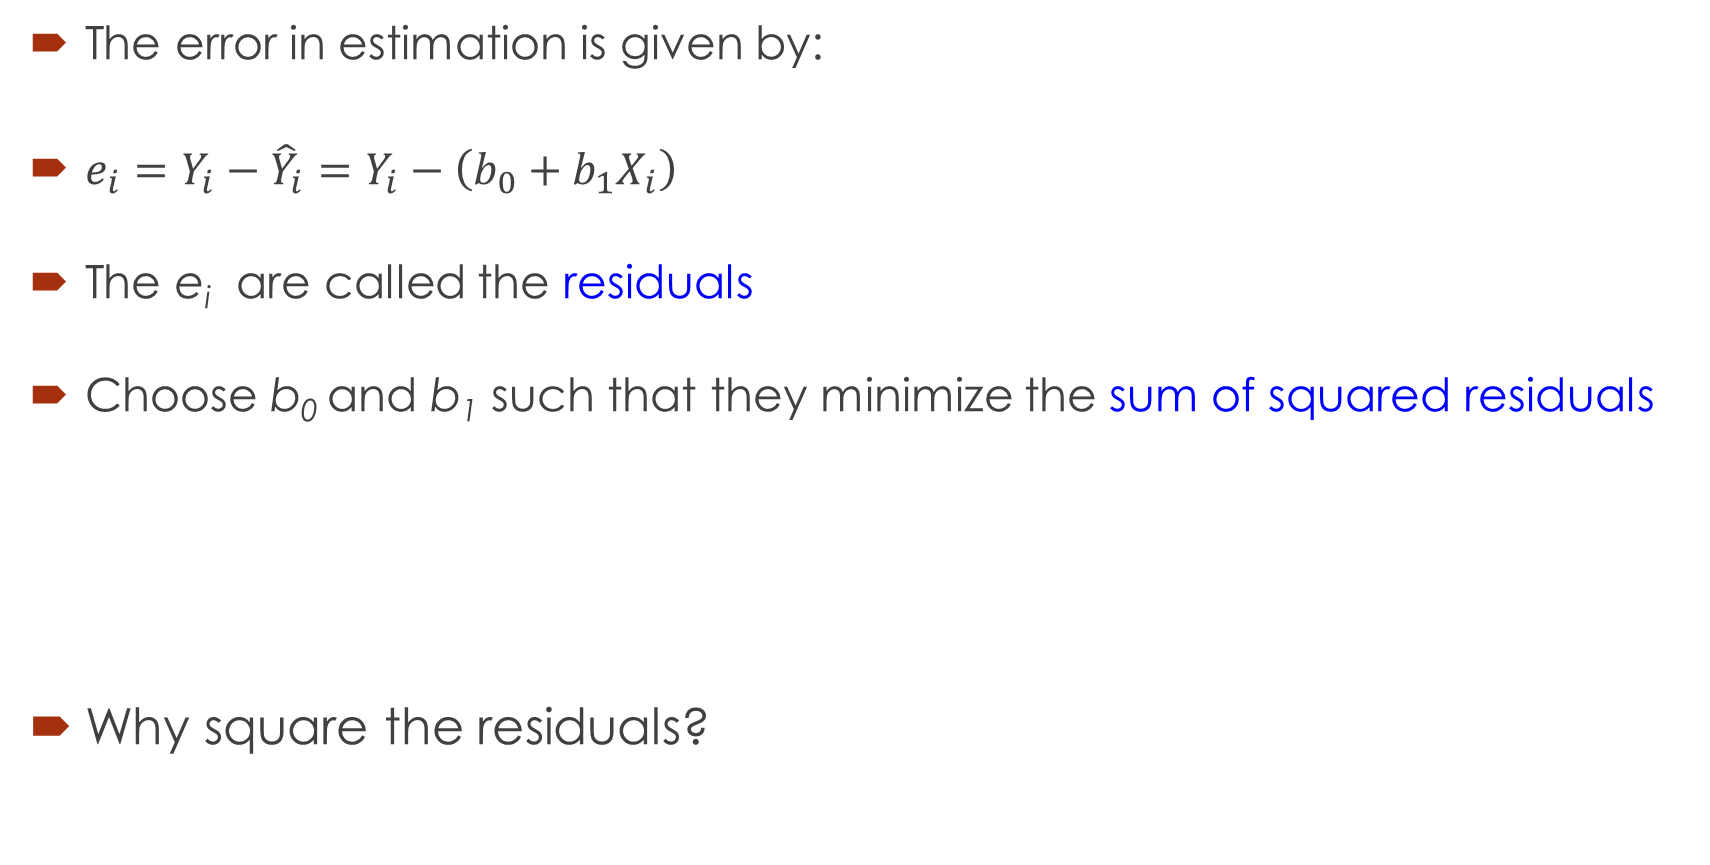 The error in estimation is given by:
e_i = Y_i − Ŷ_i = Y_i − (b_0 + b_1X_i)
The e_i are called the residuals
Choose b_0 and b_1 such that they minimize the sum of squared residuals
Why square the residuals?